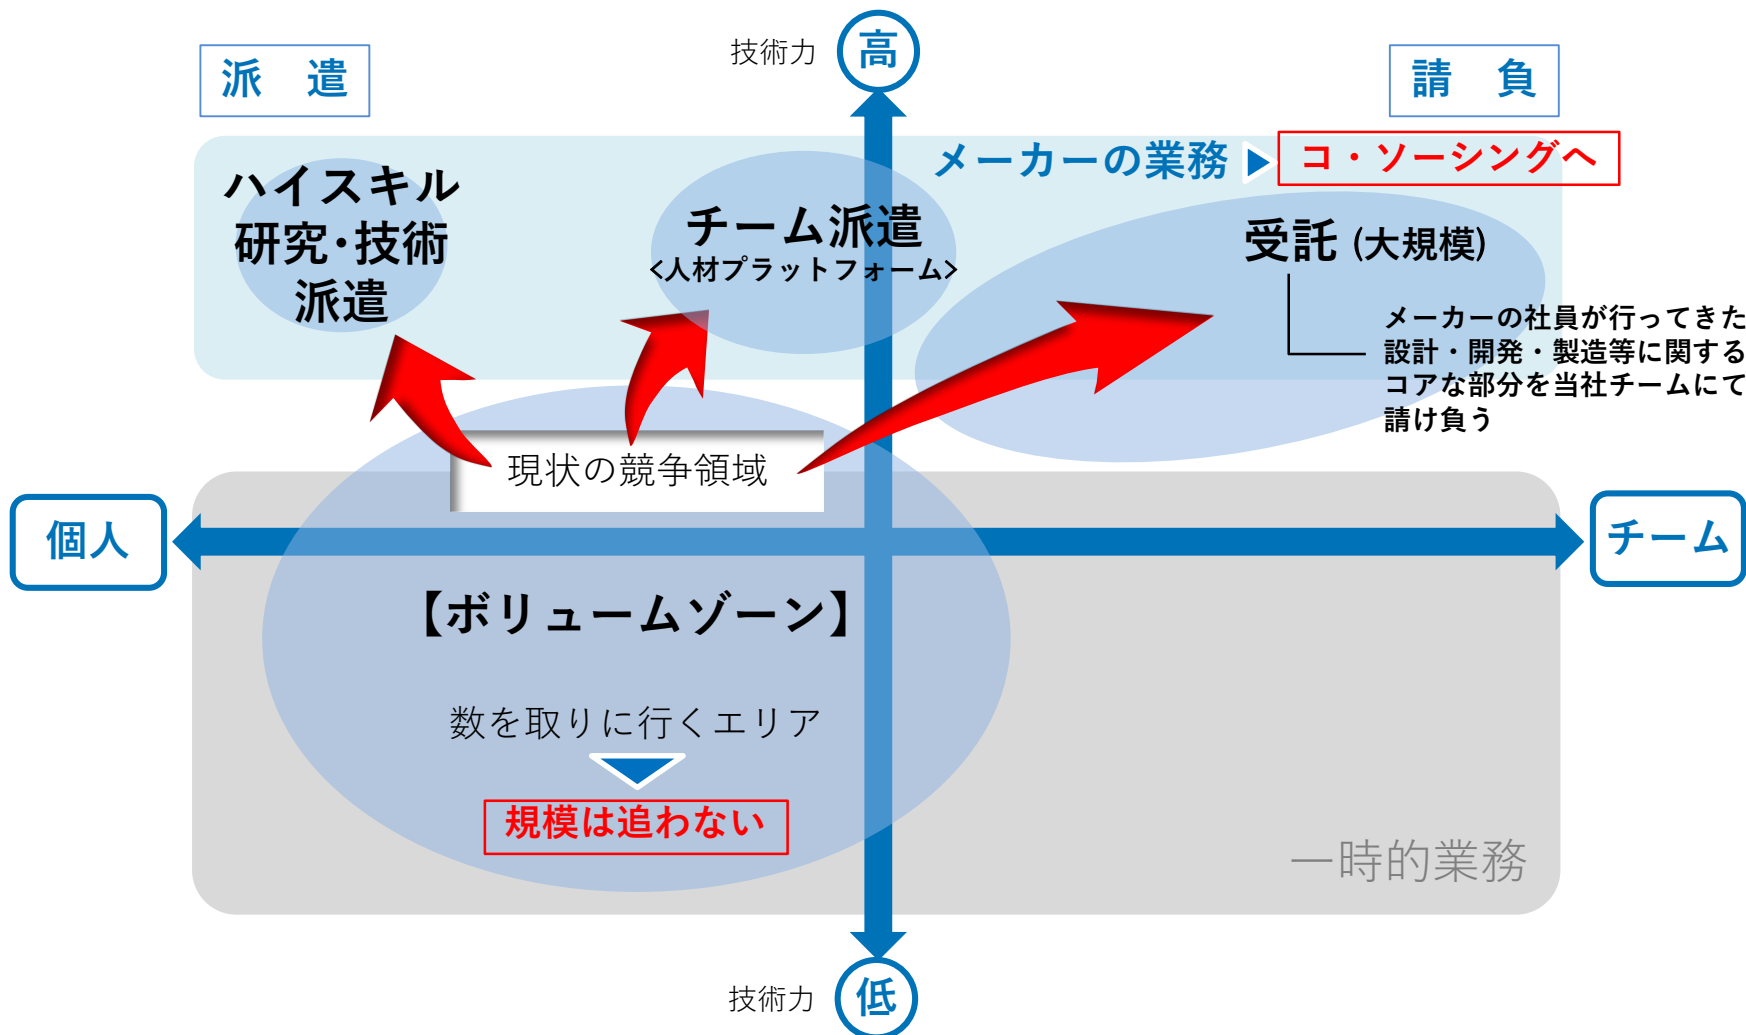 技術力 高
派 遣
請 負
メーカーの業務 コ・ソーシングへ
ハイスキル
研究・技術
派遣
チーム派遣
<人材プラットフォーム>
受託 (大規模)
メーカーの社員が行ってきた
設計・開発・製造等に関する
コアな部分を当社チームにて
請け負う
現状の競争領域
個人
チーム
【ボリュームゾーン】
数を取りに行くエリア
規模は追わない
一時的業務
技術力 低